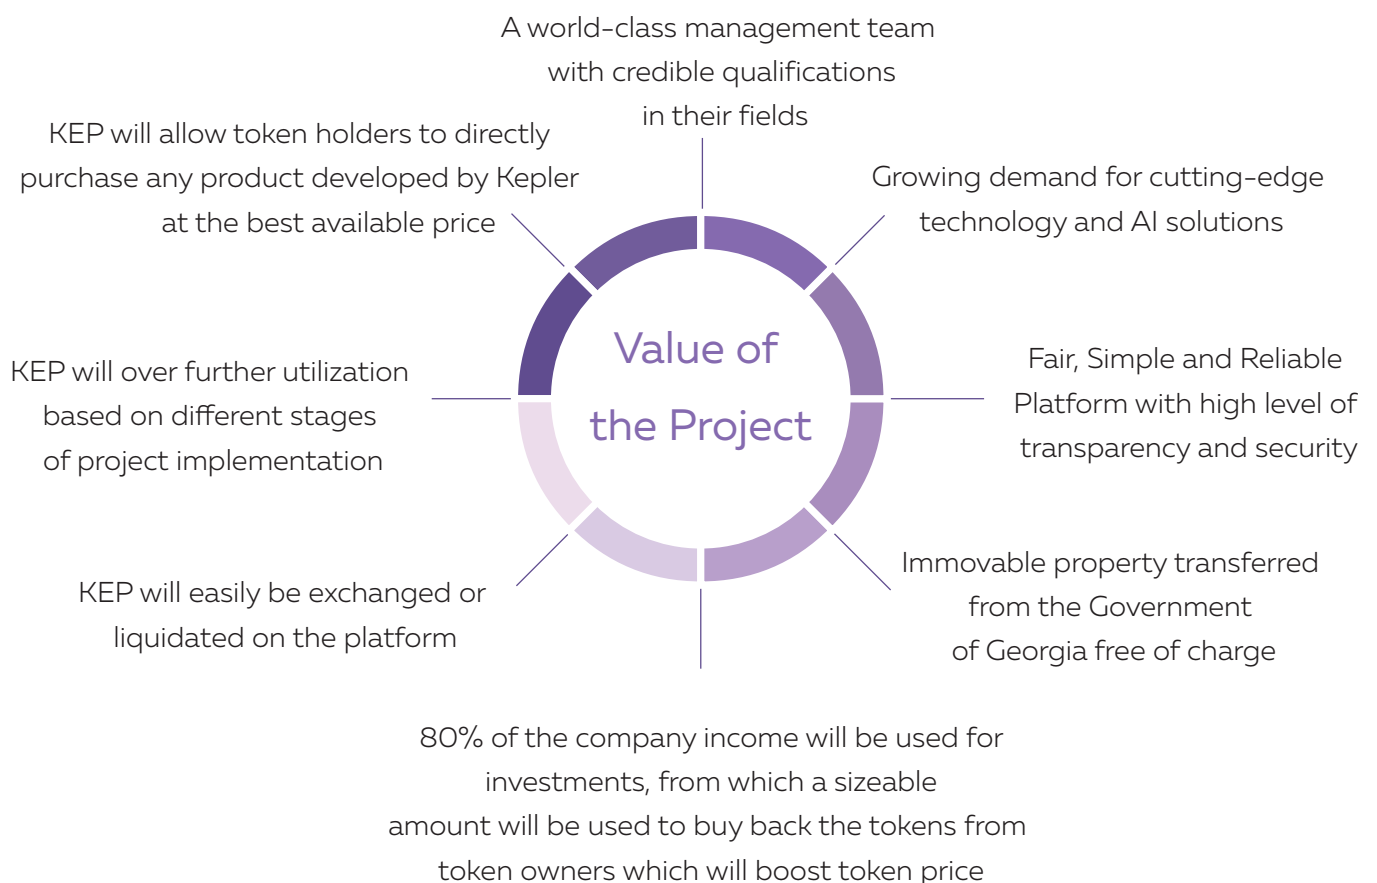 A world-class management team
with credible qualifications
in their fields
Growing demand for cutting-edge
technology and AI solutions
Fair, Simple and Reliable
Platform with high level of
transparency and security
Immovable property transferred
from the Government
of Georgia free of charge
80% of the company income will be used for
investments, from which a sizeable
amount will be used to buy back the tokens from
token owners which will boost token price
KEP will easily be exchanged or
liquidated on the platform
KEP will over further utilization
based on different stages
of project implementation
KEP will allow token holders to directly
purchase any product developed by Kepler
at the best available price
Value of
the Project